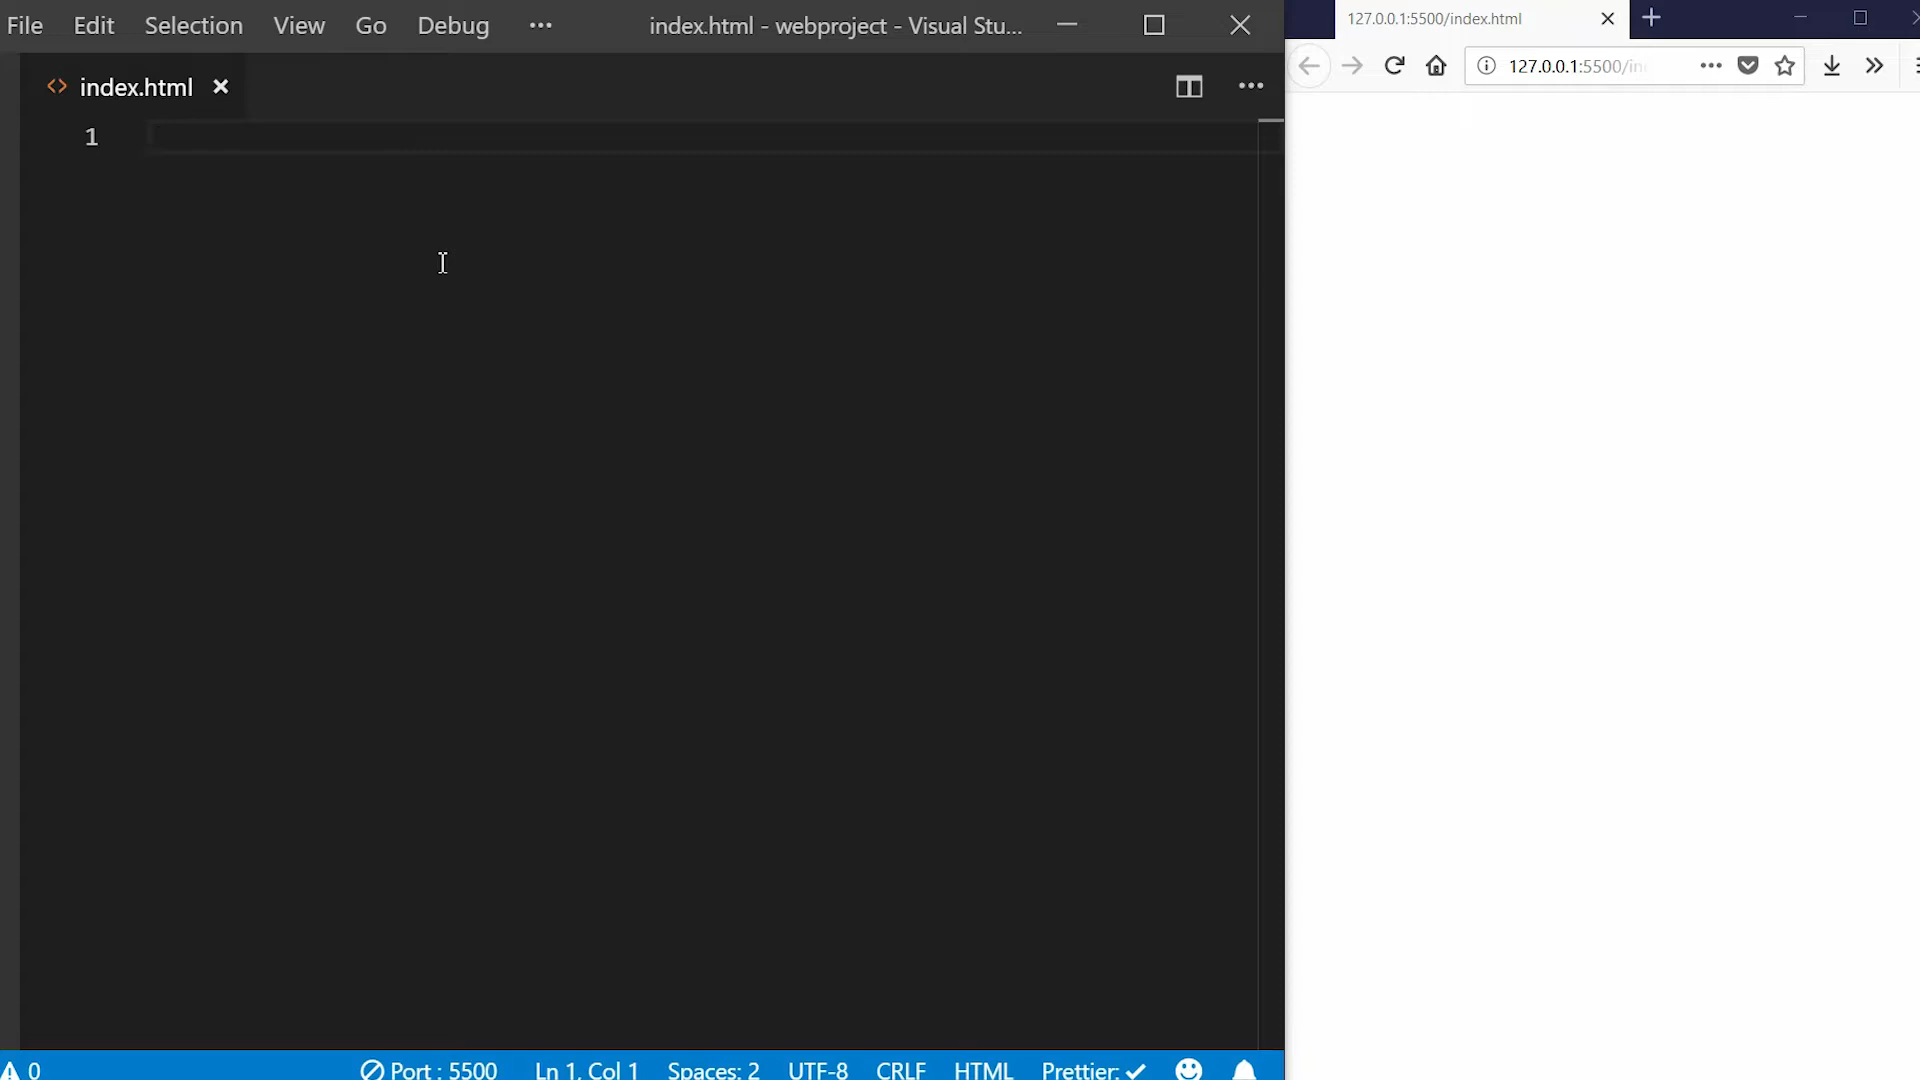 File Edit Selection View Go Debug ··· index.html - webproject - Visual Stu...
index.html
1
0 Port : 5500 Ln 1, Col 1 Spaces: 2 UTF-8 CRLF HTML Prettier: ✓
127.0.0.1:5500/index.html
127.0.0.1:5500/in